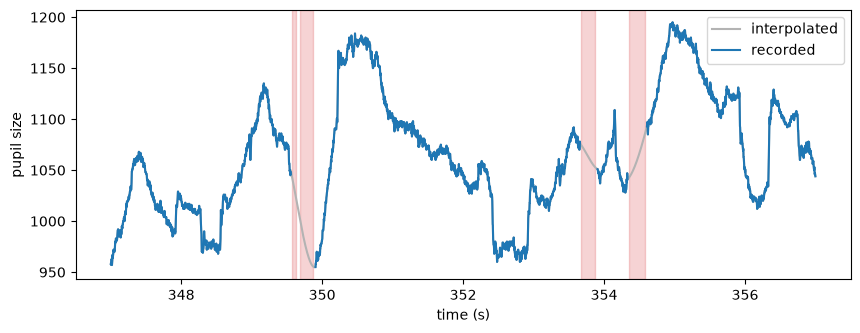 1200
1150
1100
1050
1000
950
pupil size
348
350
352
354
356
time (s)
interpolated
recorded